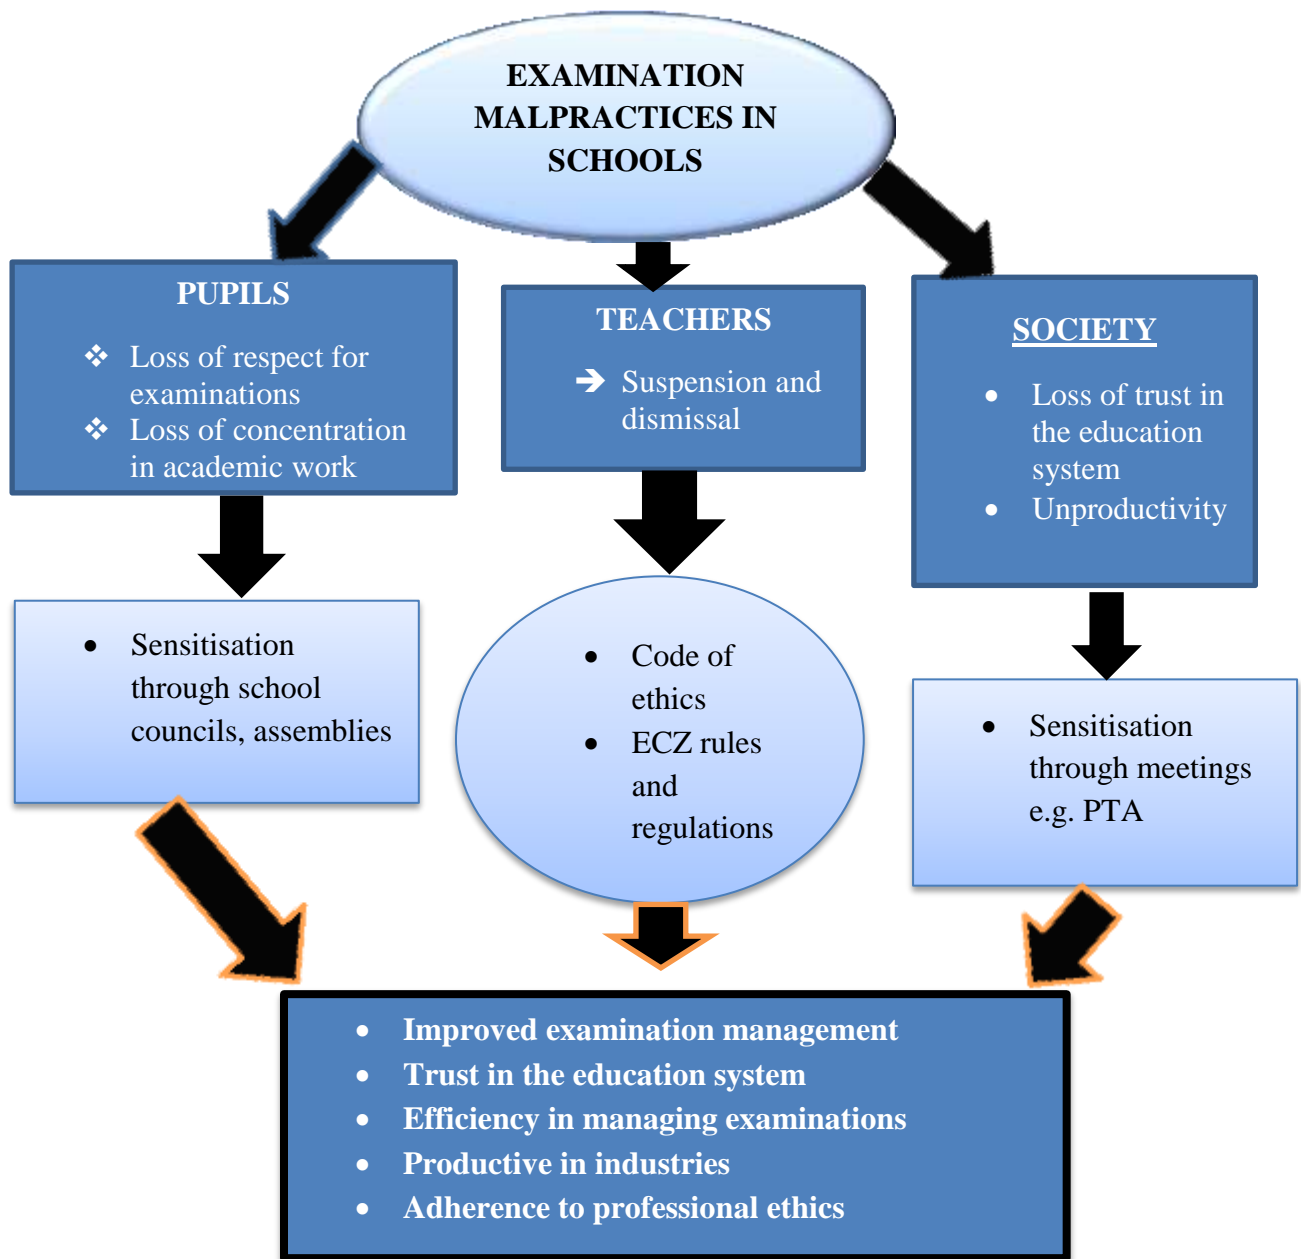 EXAMINATION
MALPRACTICES IN
SCHOOLS
PUPILS
❖ Loss of respect for
examinations
❖ Loss of concentration
in academic work
TEACHERS
➔ Suspension and
dismissal
SOCIETY
• Loss of trust in
the education
system
• Unproductivity
• Sensitisation
through school
councils, assemblies
• Code of
ethics
• ECZ rules
and
regulations
• Sensitisation
through meetings
e.g. PTA
• Improved examination management
• Trust in the education system
• Efficiency in managing examinations
• Productive in industries
• Adherence to professional ethics